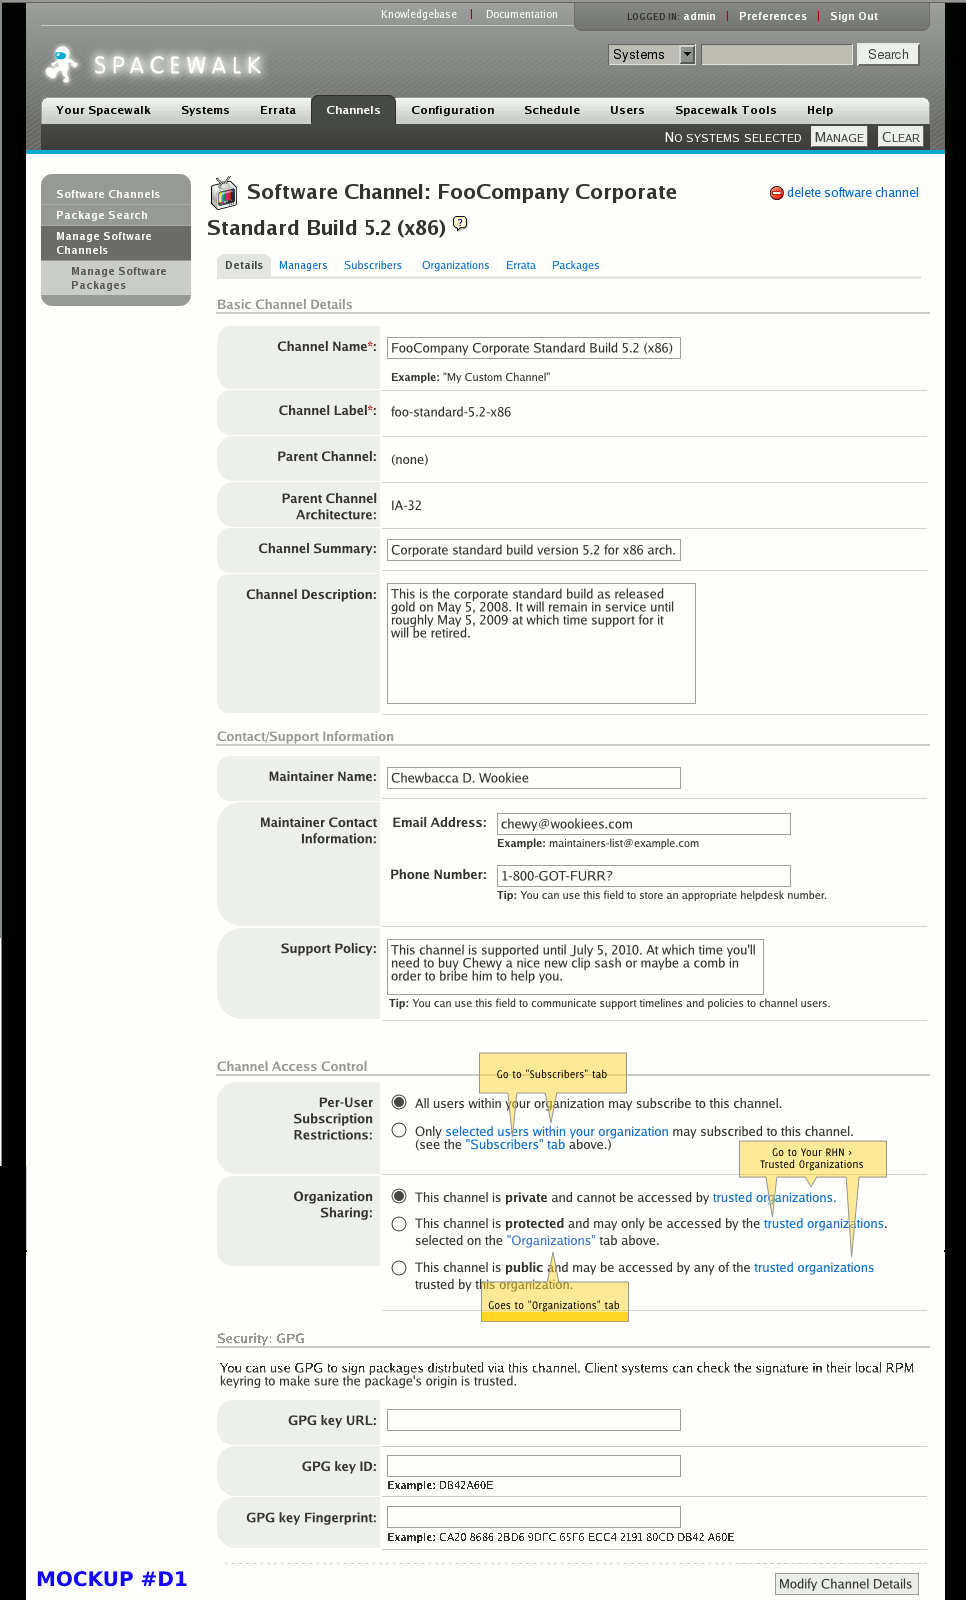 Knowledgebase | Documentation LOGGED IN: admin | Preferences | Sign Out
SPACEWALK Systems Search
Your Spacewalk Systems Errata Channels Configuration Schedule Users Spacewalk Tools Help
NO SYSTEMS SELECTED MANAGE CLEAR
Software Channels
Package Search
Manage Software
Channels
Manage Software
Packages
Software Channel: FooCompany Corporate
Standard Build 5.2 (x86) ?
delete software channel
Details Managers Subscribers Organizations Errata Packages
Basic Channel Details
Channel Name*: FooCompany Corporate Standard Build 5.2 (x86)
Example: "My Custom Channel"
Channel Label*: foo-standard-5.2-x86
Parent Channel: (none)
Parent Channel
Architecture: IA-32
Channel Summary: Corporate standard build version 5.2 for x86 arch.
Channel Description: This is the corporate standard build as released
gold on May 5, 2008. It will remain in service until
roughly May 5, 2009 at which time support for it
will be retired.
Contact/Support Information
Maintainer Name: Chewbacca D. Wookiee
Maintainer Contact
Information:
Email Address: chewy@wookiees.com
Example: maintainers-list@example.com
Phone Number: 1-800-GOT-FURR?
Tip: You can use this field to store an appropriate helpdesk number.
Support Policy: This channel is supported until July 5, 2010. At which time you'll
need to buy Chewy a nice new clip sash or maybe a comb in
order to bribe him to help you.
Tip: You can use this field to communicate support timelines and policies to channel users.
Channel Access Control
Go to "Subscribers" tab
Per-User
Subscription
Restrictions:
All users within your organization may subscribe to this channel.
Only selected users within your organization may subscribed to this channel.
(see the "Subscribers" tab above.)
Go to Your RHN ›
Trusted Organizations
Organization
Sharing:
This channel is private and cannot be accessed by trusted organizations.
This channel is protected and may only be accessed by the trusted organizations.
selected on the "Organizations" tab above.
This channel is public and may be accessed by any of the trusted organizations
trusted by this organization.
Goes to "Organizations" tab
Security: GPG
You can use GPG to sign packages distrbuted via this channel. Client systems can check the signature in their local RPM
keyring to make sure the package's origin is trusted.
GPG key URL:
GPG key ID:
Example: DB42A60E
GPG key Fingerprint:
Example: CA20 8686 2BD6 9DFC 65F6 ECC4 2191 80CD DB42 A60E
MOCKUP #D1
Modify Channel Details